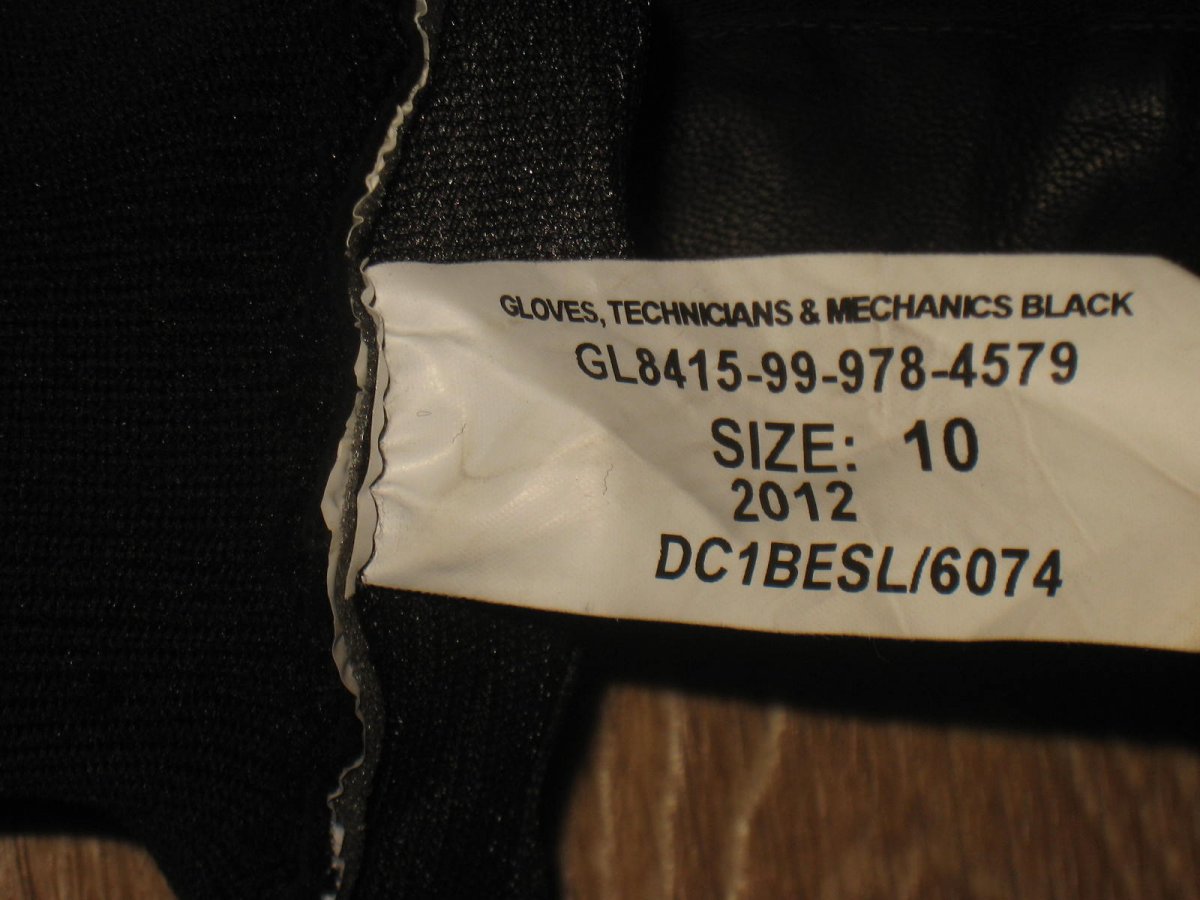 GLOVES, TECHNICIANS & MECHANICS BLACK
GL8415-99-978-4579
SIZE: 10
2012
DC1BESL/6074